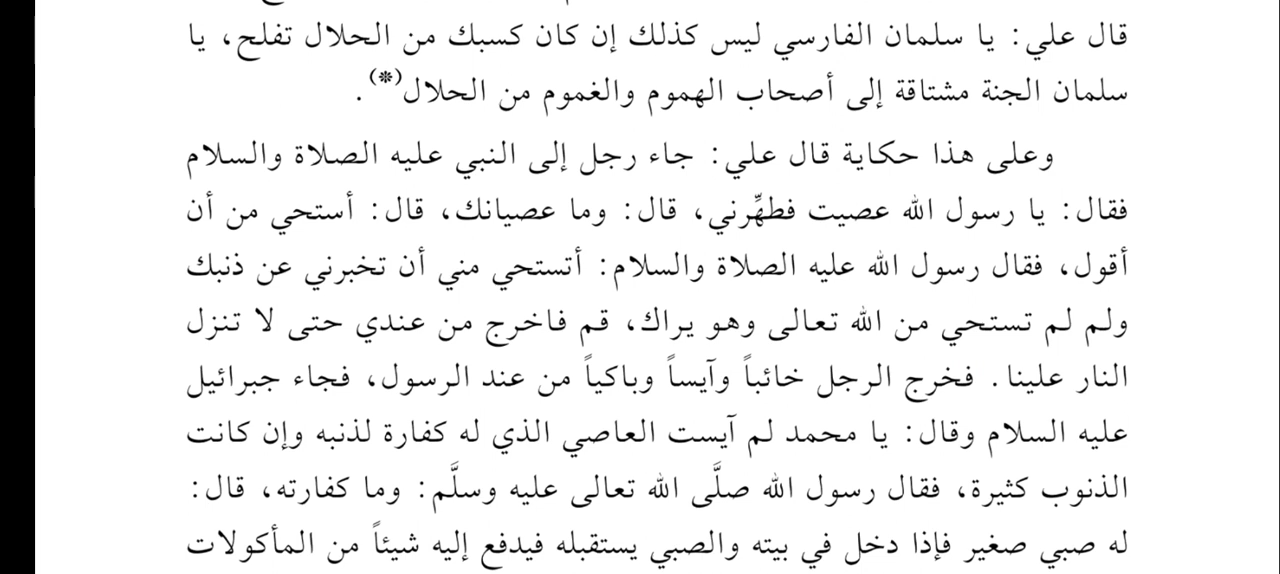 قال علي: يا سلمان الفارسي ليس كذلك إن كان كسبك من الحلال تفلح، يا
سلمان الجنة مشتاقة إلى أصحاب الهموم والغموم من الحلال(*).
وعلى هذا حكاية قال علي: جاء رجل إلى النبي عليه الصلاة والسلام
فقال: يا رسول الله عصيت فطهِّرني، قال: وما عصيانك، قال: أستحي من أن
أقول، فقال رسول الله عليه الصلاة والسلام: أتستحي مني أن تخبرني عن ذنبك
ولم لم تستحي من الله تعالى وهو يراك، قم فاخرج من عندي حتى لا تنزل
النار علينا. فخرج الرجل خائباً وآيساً وباكياً من عند الرسول، فجاء جبرائيل
عليه السلام وقال: يا محمد لم آيست العاصي الذي له كفارة لذنبه وإن كانت
الذنوب كثيرة، فقال رسول الله صلَّى الله تعالى عليه وسلَّم: وما كفارته، قال:
له صبي صغير فإذا دخل في بيته والصبي يستقبله فيدفع إليه شيئاً من المأكولات